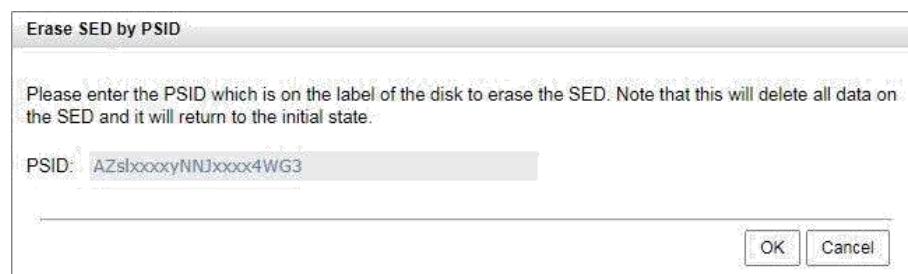 Erase SED by PSID
Please enter the PSID which is on the label of the disk to erase the SED. Note that this will delete all data on
the SED and it will return to the initial state.
PSID: AZslxxxxyNNJxxxx4WG3
OK Cancel